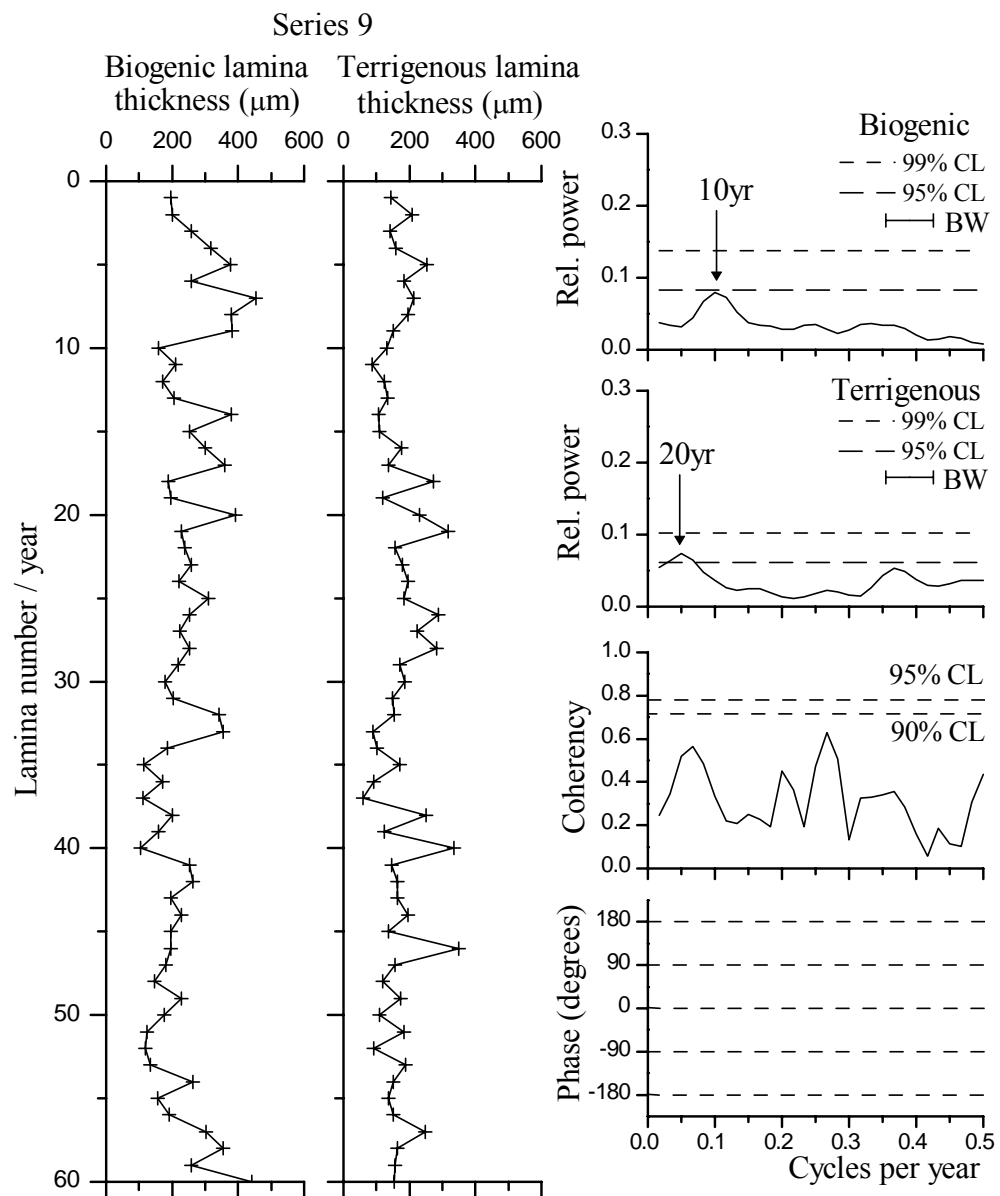 Series 9
Biogenic lamina
thickness (μm)
0 200 400 600
Terrigenous lamina
thickness (μm)
0 200 400 600
Lamina number / year
0
10
20
30
40
50
60
Biogenic
99% CL
95% CL
BW
10yr
Rel. power
0.3
0.2
0.1
0.0
Terrigenous
99% CL
95% CL
BW
20yr
Rel. power
0.3
0.2
0.1
0.0
Coherency
1.0
0.8
0.6
0.4
0.2
0.0
95% CL
90% CL
Phase (degrees)
180
90
0
-90
-180
0.0 0.1 0.2 0.3 0.4 0.5
Cycles per year